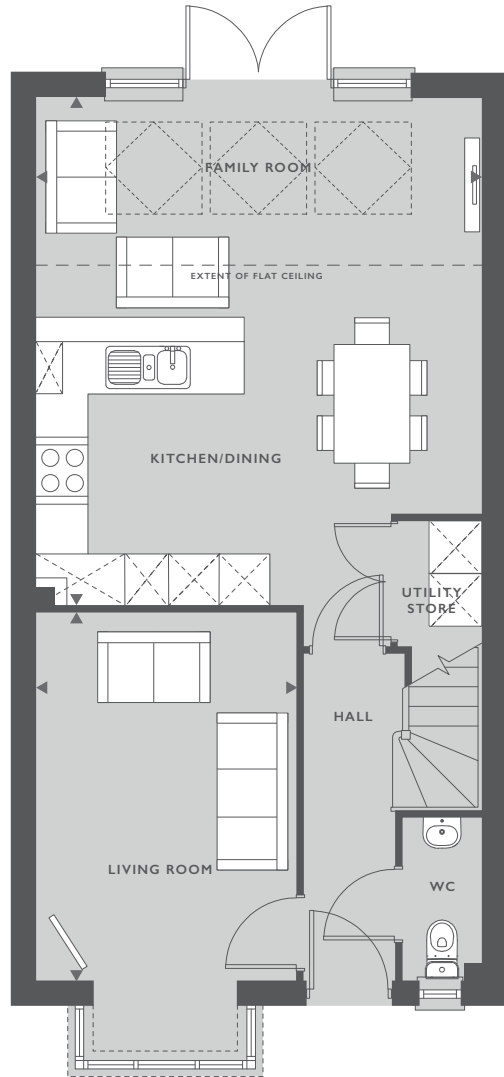 FAMILY ROOM
EXTENT OF FLAT CEILING
KITCHEN/DINING
UTILITY
STORE
HALL
LIVING ROOM
WC